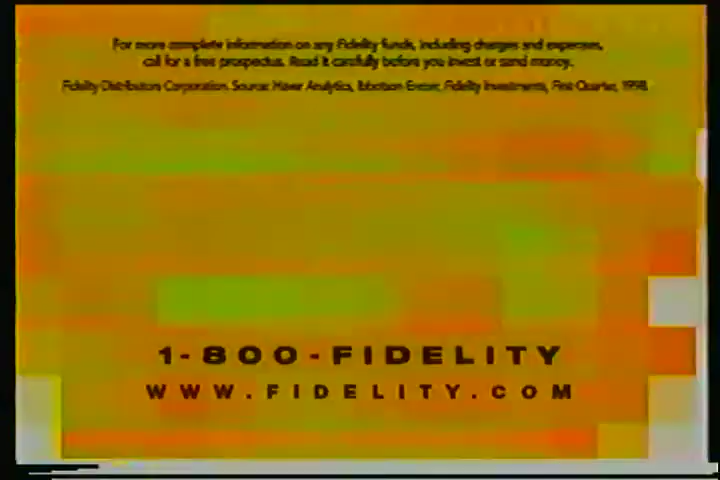 For more complete information on any Fidelity funds, including charges and expenses,
call for a free prospectus. Read it carefully before you invest or send money.
Fidelity Distributors Corporation. Source: Haver Analytics, Ibbotson Encorr, Fidelity Investments, First Quarter, 1998.
1-800-FIDELITY
WWW.FIDELITY.COM